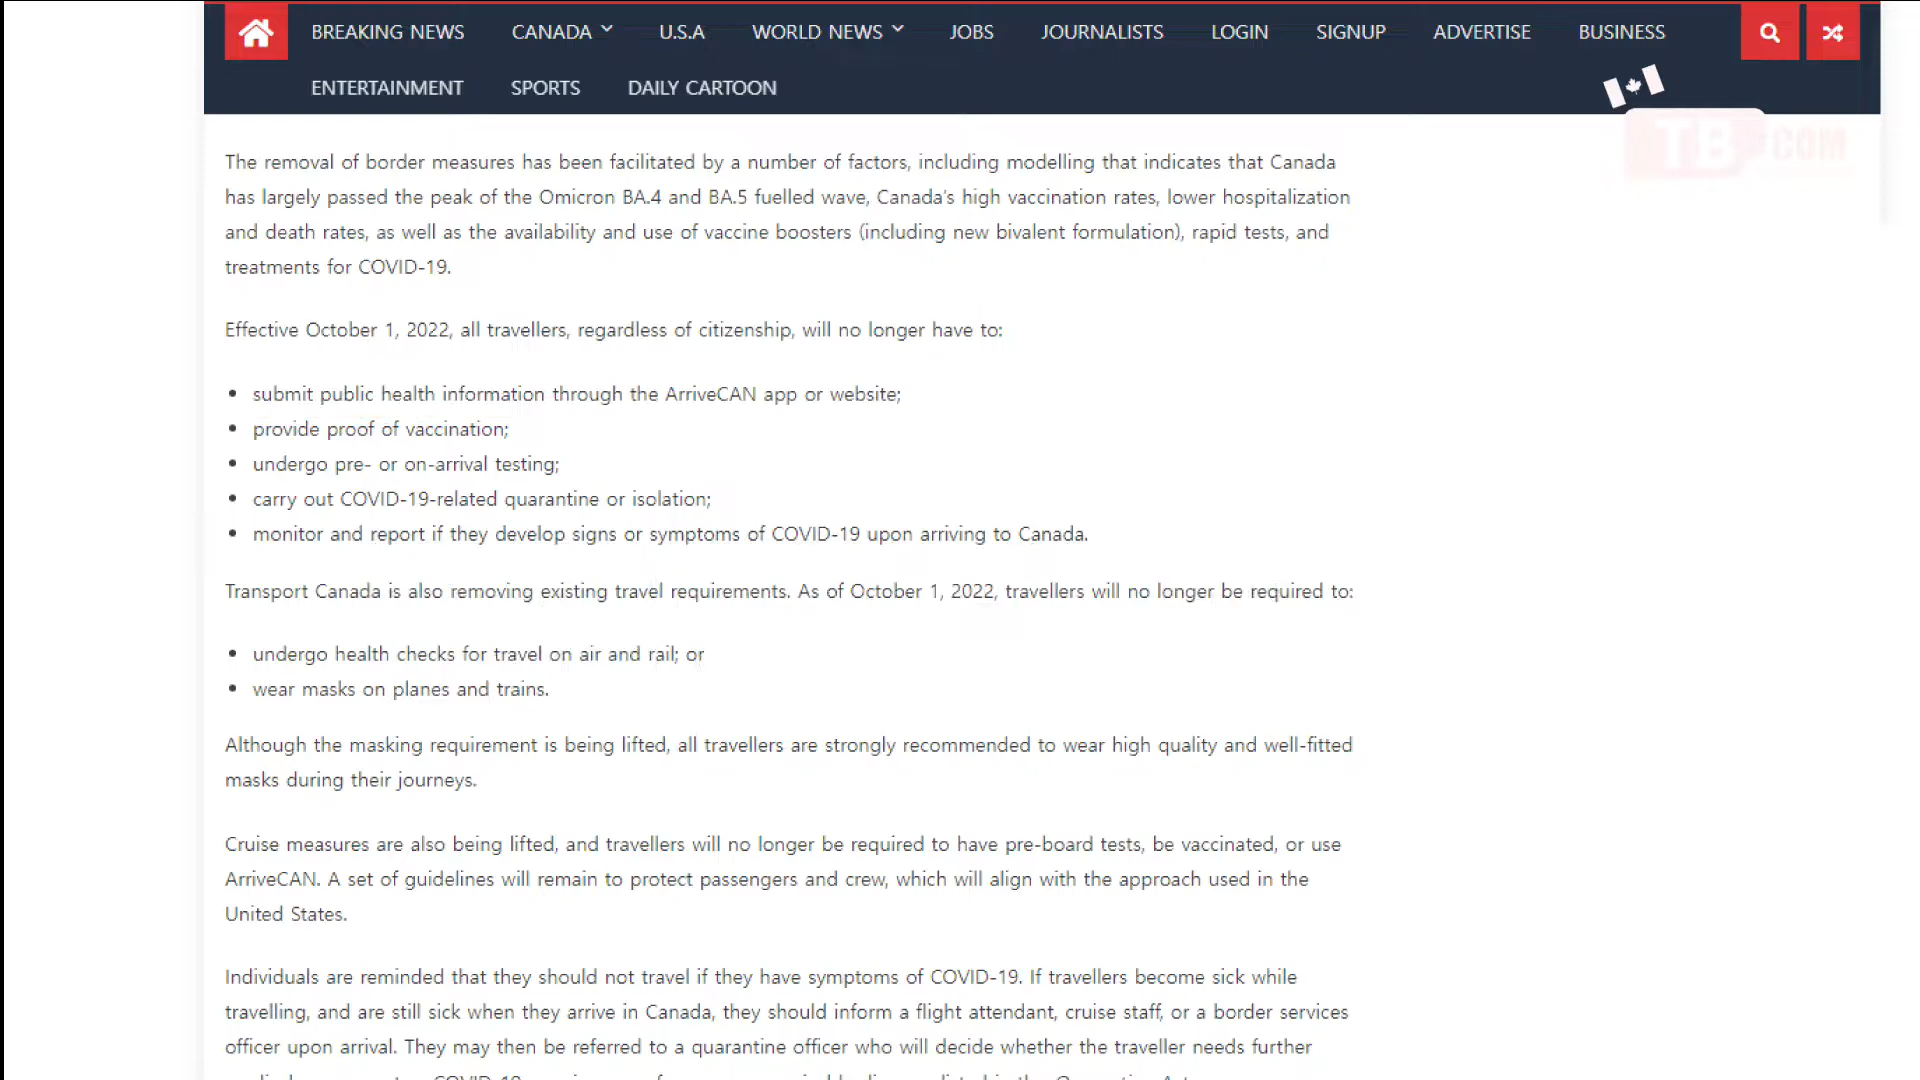 BREAKING NEWS CANADA U.S.A WORLD NEWS JOBS JOURNALISTS LOGIN SIGNUP ADVERTISE BUSINESS
ENTERTAINMENT SPORTS DAILY CARTOON
TB .COM
The removal of border measures has been facilitated by a number of factors, including modelling that indicates that Canada
has largely passed the peak of the Omicron BA.4 and BA.5 fuelled wave, Canada's high vaccination rates, lower hospitalization
and death rates, as well as the availability and use of vaccine boosters (including new bivalent formulation), rapid tests, and
treatments for COVID-19.
Effective October 1, 2022, all travellers, regardless of citizenship, will no longer have to:
• submit public health information through the ArriveCAN app or website;
• provide proof of vaccination;
• undergo pre- or on-arrival testing;
• carry out COVID-19-related quarantine or isolation;
• monitor and report if they develop signs or symptoms of COVID-19 upon arriving to Canada.
Transport Canada is also removing existing travel requirements. As of October 1, 2022, travellers will no longer be required to:
• undergo health checks for travel on air and rail; or
• wear masks on planes and trains.
Although the masking requirement is being lifted, all travellers are strongly recommended to wear high quality and well-fitted
masks during their journeys.
Cruise measures are also being lifted, and travellers will no longer be required to have pre-board tests, be vaccinated, or use
ArriveCAN. A set of guidelines will remain to protect passengers and crew, which will align with the approach used in the
United States.
Individuals are reminded that they should not travel if they have symptoms of COVID-19. If travellers become sick while
travelling, and are still sick when they arrive in Canada, they should inform a flight attendant, cruise staff, or a border services
officer upon arrival. They may then be referred to a quarantine officer who will decide whether the traveller needs further
COVID-19